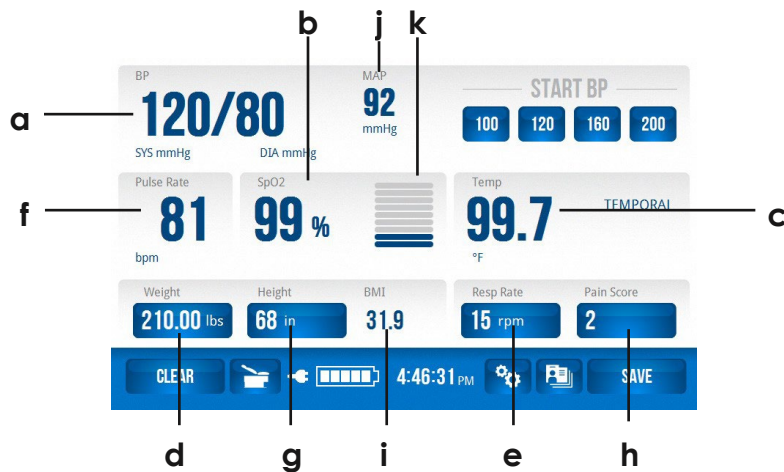 b j k
BP MAP
START BP
a 120/80 92 100 120 160 200
mmHg
SYS mmHg DIA mmHg
Pulse Rate SpO2 Temp
TEMPORAL
f 81 99 % 99.7 c
bpm °F
Weight Height BMI Resp Rate Pain Score
210.00 lbs 68 in 31.9 15 rpm 2
CLEAR 4:46:31 PM SAVE
d g i e h